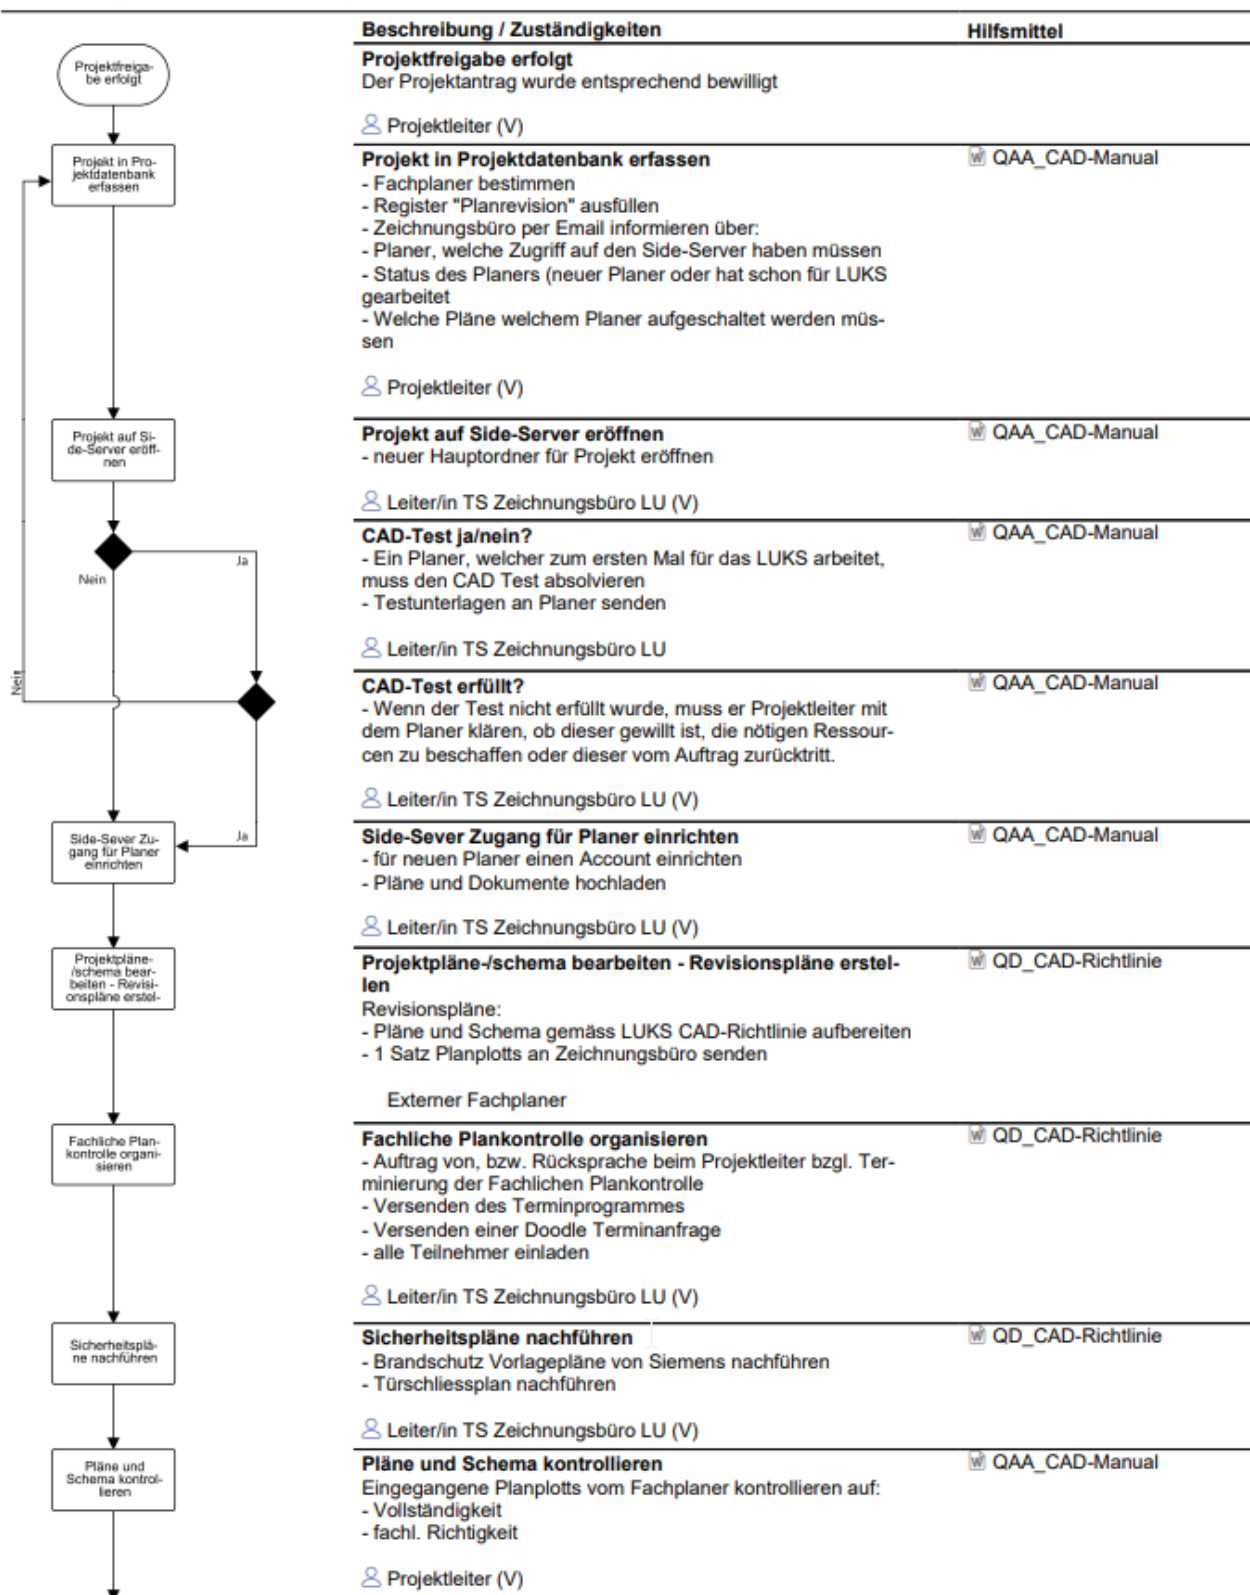 Beschreibung / Zuständigkeiten
Hilfsmittel
Projektfreiga-
be erfolgt
Projektfreigabe erfolgt
Der Projektantrag wurde entsprechend bewilligt
Projektleiter (V)
Projekt in Pro-
jektdatenbank
erfassen
Projekt in Projektdatenbank erfassen
QAA_CAD-Manual
- Fachplaner bestimmen
- Register "Planrevision" ausfüllen
- Zeichnungsbüro per Email informieren über:
- Planer, welche Zugriff auf den Side-Server haben müssen
- Status des Planers (neuer Planer oder hat schon für LUKS
gearbeitet
- Welche Pläne welchem Planer aufgeschaltet werden müs-
sen
Projektleiter (V)
Projekt auf Si-
de-Server eröff-
nen
Projekt auf Side-Server eröffnen
QAA_CAD-Manual
- neuer Hauptordner für Projekt eröffnen
Leiter/in TS Zeichnungsbüro LU (V)
Ja
Nein
CAD-Test ja/nein?
QAA_CAD-Manual
- Ein Planer, welcher zum ersten Mal für das LUKS arbeitet,
muss den CAD Test absolvieren
- Testunterlagen an Planer senden
Leiter/in TS Zeichnungsbüro LU
Nein
CAD-Test erfüllt?
QAA_CAD-Manual
- Wenn der Test nicht erfüllt wurde, muss er Projektleiter mit
dem Planer klären, ob dieser gewillt ist, die nötigen Ressour-
cen zu beschaffen oder dieser vom Auftrag zurücktritt.
Leiter/in TS Zeichnungsbüro LU (V)
Ja
Side-Sever Zu-
gang für Planer
einrichten
Side-Sever Zugang für Planer einrichten
QAA_CAD-Manual
- für neuen Planer einen Account einrichten
- Pläne und Dokumente hochladen
Leiter/in TS Zeichnungsbüro LU (V)
Projektpläne-
/schema bear-
beiten - Revisi-
onspläne erstel-
Projektpläne-/schema bearbeiten - Revisionspläne erstel-
len
QD_CAD-Richtlinie
Revisionspläne:
- Pläne und Schema gemäss LUKS CAD-Richtlinie aufbereiten
- 1 Satz Planplotts an Zeichnungsbüro senden
Externer Fachplaner
Fachliche Plan-
kontrolle organi-
sieren
Fachliche Plankontrolle organisieren
QD_CAD-Richtlinie
- Auftrag von, bzw. Rücksprache beim Projektleiter bzgl. Ter-
minierung der Fachlichen Plankontrolle
- Versenden des Terminprogrammes
- Versenden einer Doodle Terminanfrage
- alle Teilnehmer einladen
Leiter/in TS Zeichnungsbüro LU (V)
Sicherheitsplä-
ne nachführen
Sicherheitspläne nachführen
QD_CAD-Richtlinie
- Brandschutz Vorlagepläne von Siemens nachführen
- Türschliessplan nachführen
Leiter/in TS Zeichnungsbüro LU (V)
Pläne und
Schema kontrol-
lieren
Pläne und Schema kontrollieren
QAA_CAD-Manual
Eingegangene Planplotts vom Fachplaner kontrollieren auf:
- Vollständigkeit
- fachl. Richtigkeit
Projektleiter (V)